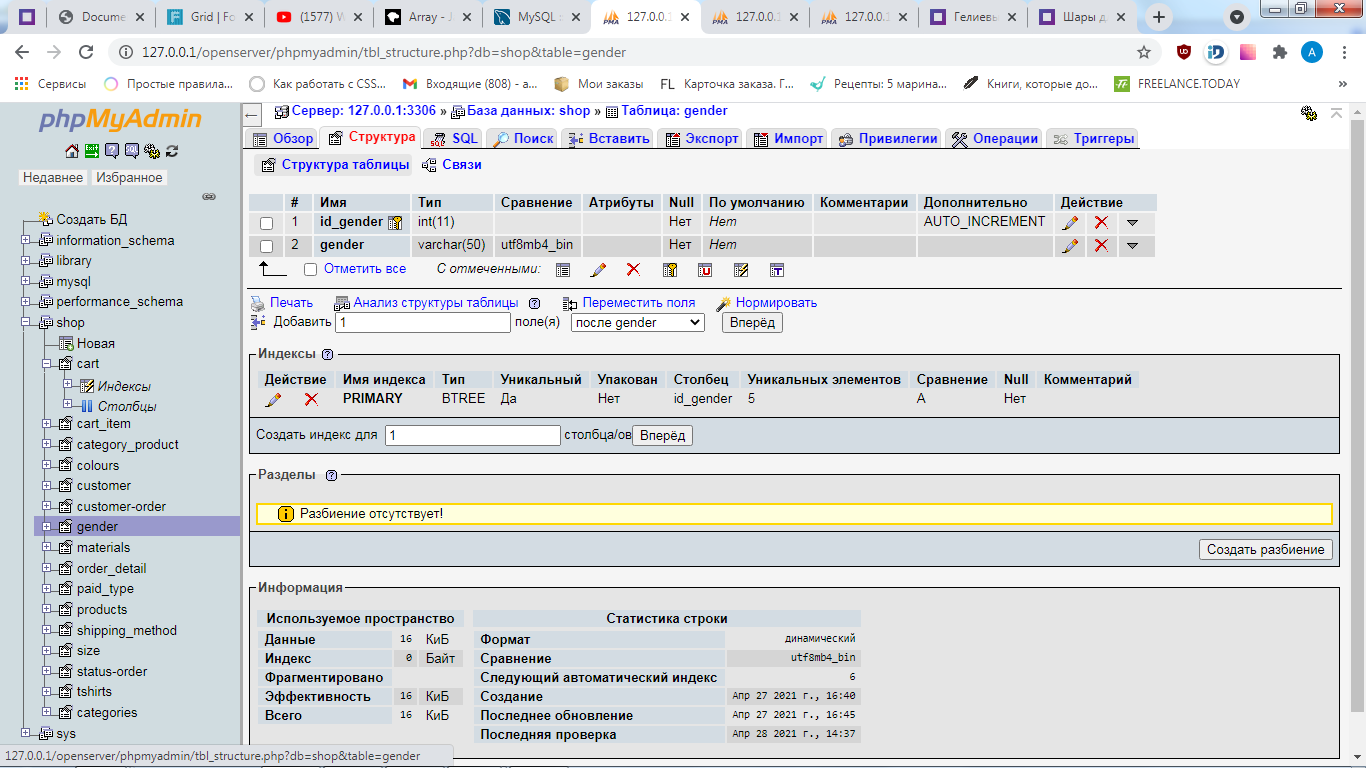 Docume
Grid | Fo
(1577) W
Array - J
MySQL :
127.0.0.1
127.0.0.1
127.0.0.1
Гелиевы
Шары д
127.0.0.1/openserver/phpmyadmin/tbl_structure.php?db=shop&table=gender
Сервисы
Простые правила...
Как работать с CSS...
Входящие (808) - a...
Мои заказы
FL Карточка заказа. Г...
Рецепты: 5 марина...
Книги, которые до...
FREELANCE.TODAY
»
phpMyAdmin
Недавнее Избранное
Создать БД
information_schema
library
mysql
performance_schema
shop
Новая
cart
Индексы
Столбцы
cart_item
category_product
colours
customer
customer-order
gender
materials
order_detail
paid_type
products
shipping_method
size
status-order
tshirts
categories
sys
Сервер: 127.0.0.1:3306 » База данных: shop » Таблица: gender
Обзор Структура SQL Поиск Вставить Экспорт Импорт Привилегии Операции Триггеры
Структура таблицы Связи
# Имя Тип Сравнение Атрибуты Null По умолчанию Комментарии Дополнительно Действие
1 id_gender int(11) Нет Нет AUTO_INCREMENT
2 gender varchar(50) utf8mb4_bin Нет Нет
Отметить все С отмеченными:
Печать Анализ структуры таблицы Переместить поля Нормировать
Добавить 1 поле(я) после gender Вперёд
Индексы
Действие Имя индекса Тип Уникальный Упакован Столбец Уникальных элементов Сравнение Null Комментарий
PRIMARY BTREE Да Нет id_gender 5 A Нет
Создать индекс для 1 столбца/ов Вперёд
Разделы
Разбиение отсутствует!
Создать разбиение
Информация
Используемое пространство
Данные 16 КиБ
Индекс 0 Байт
Фрагментировано
Эффективность 16 КиБ
Всего 16 КиБ
Статистика строки
Формат динамический
Сравнение utf8mb4_bin
Следующий автоматический индекс 6
Создание Апр 27 2021 г., 16:40
Последнее обновление Апр 27 2021 г., 16:45
Последняя проверка Апр 28 2021 г., 14:37
127.0.0.1/openserver/phpmyadmin/tbl_structure.php?db=shop&table=gender